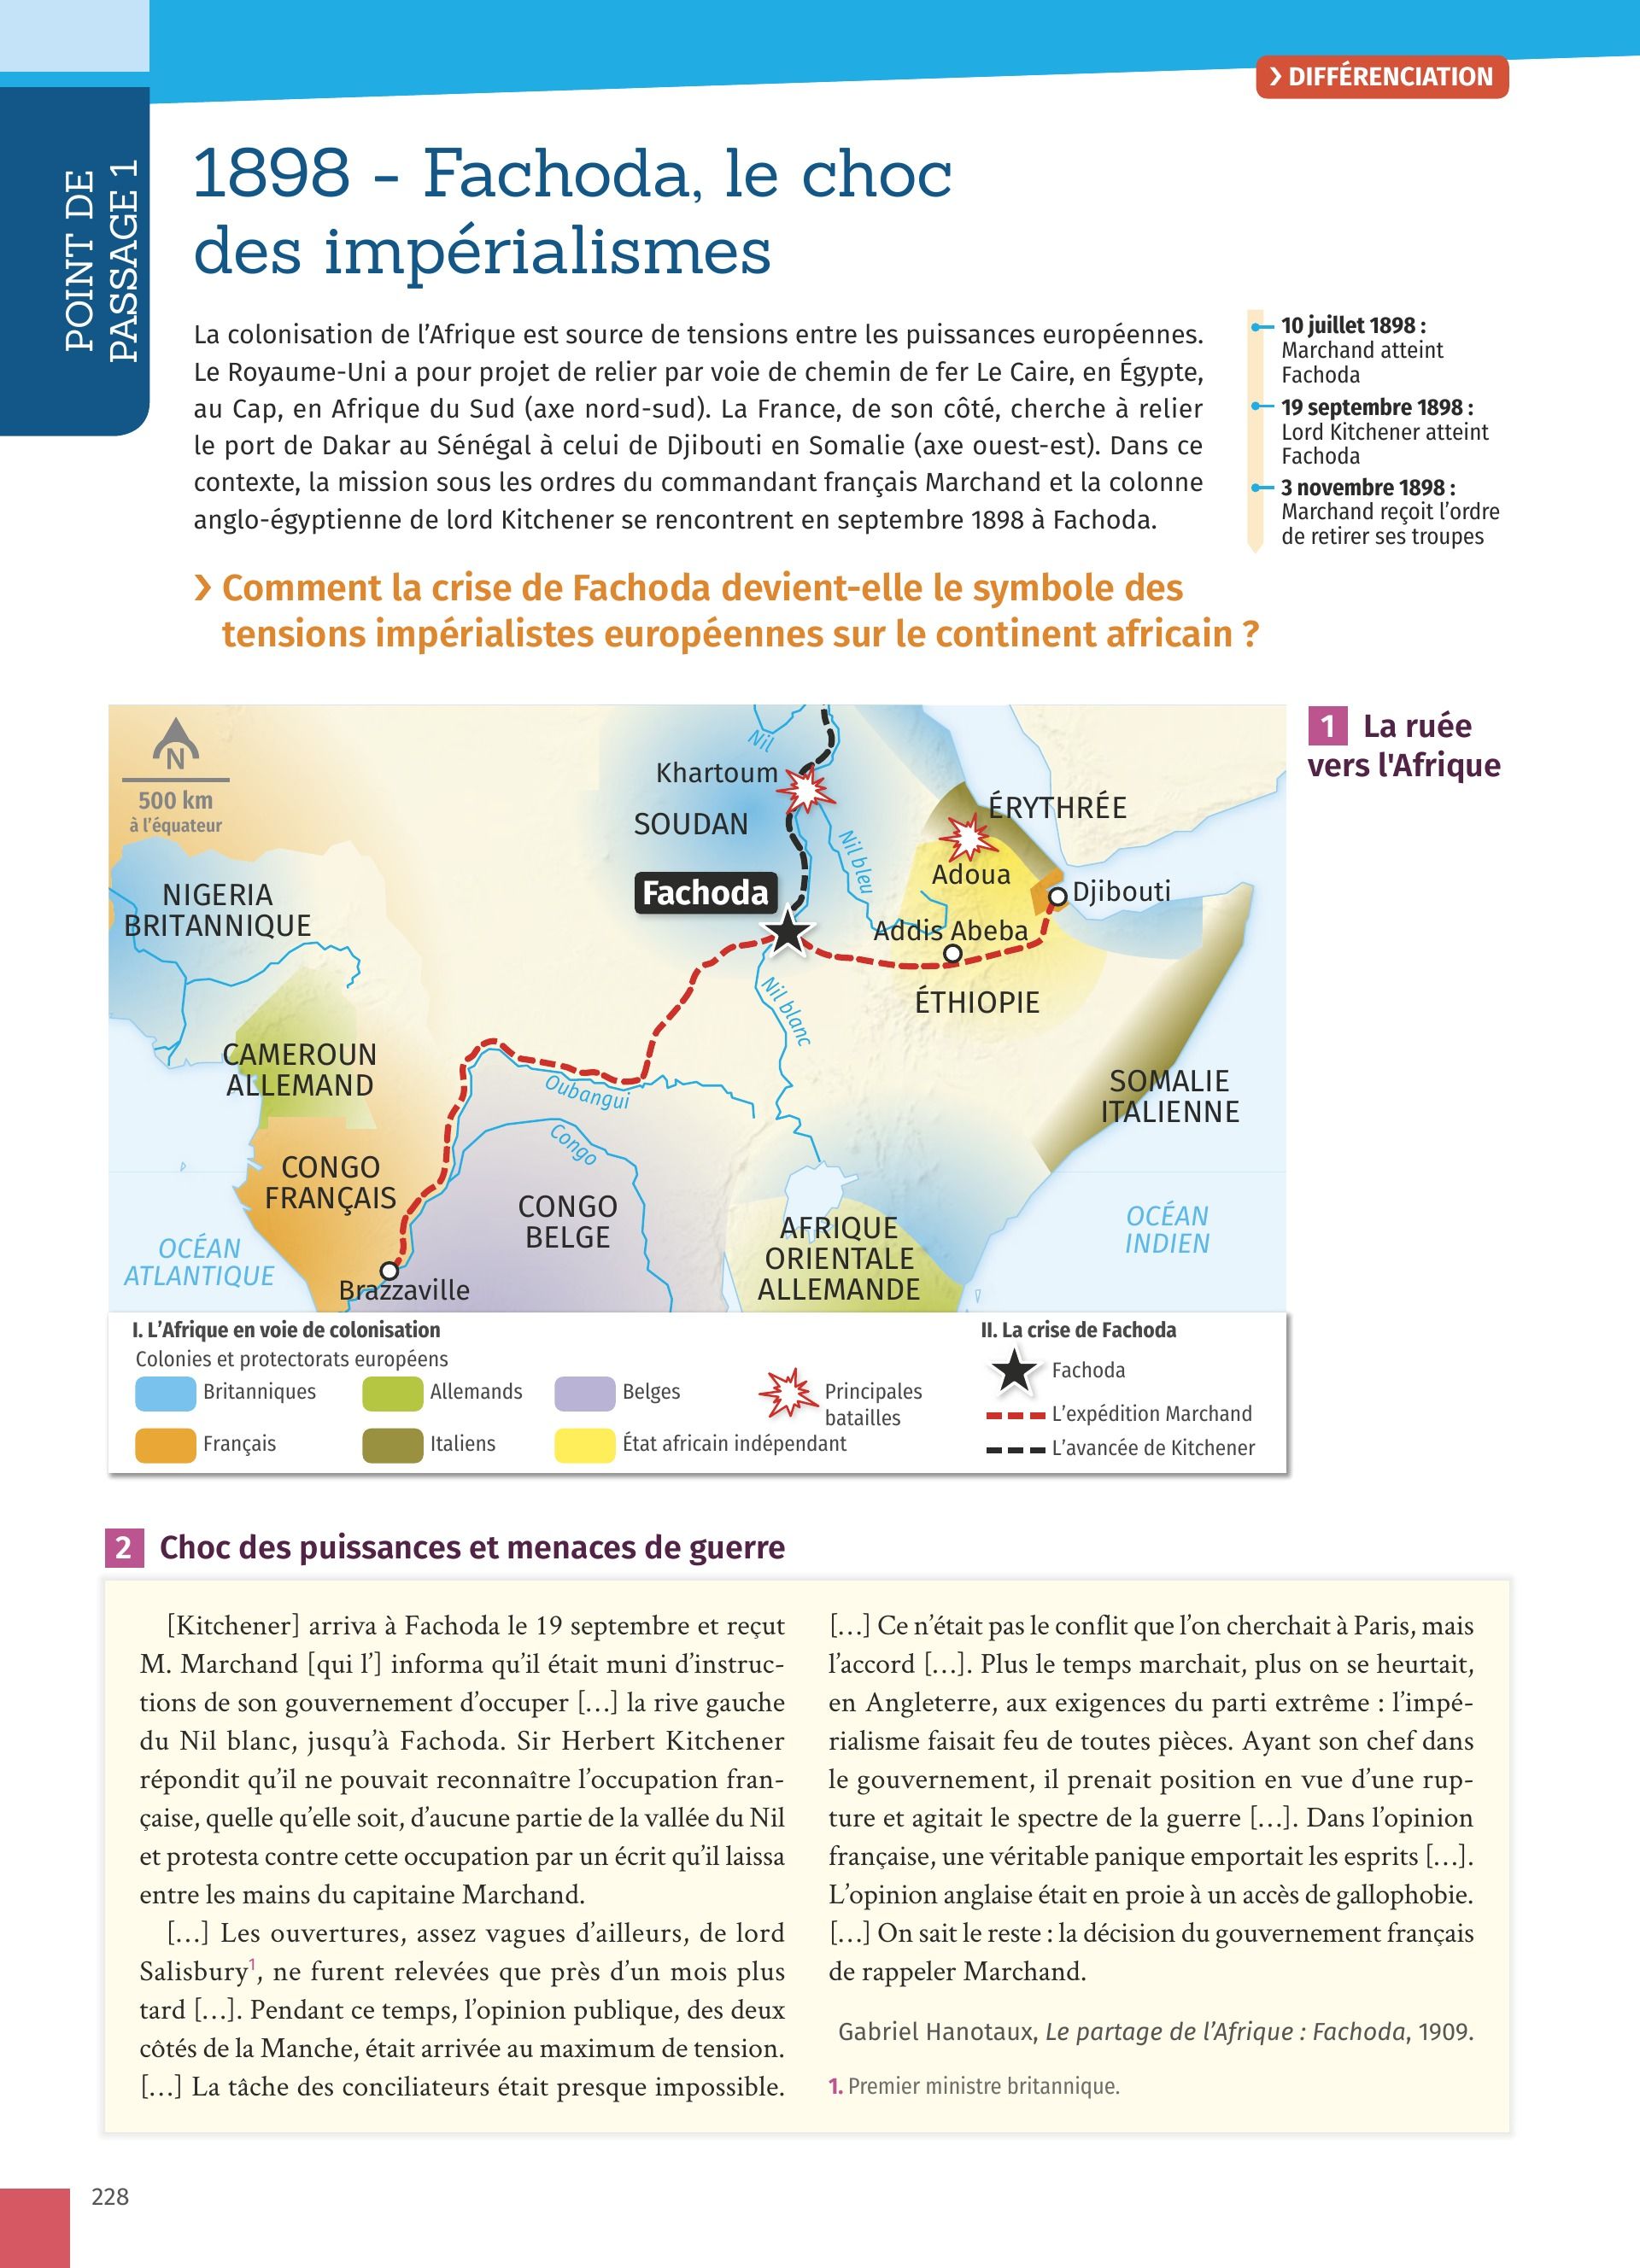 DIFFÉRENCIATION
POINT DE
PASSAGE 1
1898 - Fachoda, le choc
des impérialismes
La colonisation de l’Afrique est source de tensions entre les puissances européennes.
Le Royaume-Uni a pour projet de relier par voie de chemin de fer Le Caire, en Égypte,
au Cap, en Afrique du Sud (axe nord-sud). La France, de son côté, cherche à relier
le port de Dakar au Sénégal à celui de Djibouti en Somalie (axe ouest-est). Dans ce
contexte, la mission sous les ordres du commandant français Marchand et la colonne
anglo-égyptienne de lord Kitchener se rencontrent en septembre 1898 à Fachoda.
10 juillet 1898 :
Marchand atteint
Fachoda
19 septembre 1898 :
Lord Kitchener atteint
Fachoda
3 novembre 1898 :
Marchand reçoit l’ordre
de retirer ses troupes
Comment la crise de Fachoda devient-elle le symbole des
tensions impérialistes européennes sur le continent africain ?
1 La ruée
vers l'Afrique
N
500 km
à l’équateur
Nil
Khartoum
SOUDAN
ÉRYTHRÉE
Nil bleu
Adoua
Fachoda
Djibouti
NIGERIA
BRITANNIQUE
Addis Abeba
Nil blanc
ÉTHIOPIE
CAMEROUN
ALLEMAND
Oubangui
SOMALIE
ITALIENNE
Congo
CONGO
FRANÇAIS
CONGO
BELGE
AFRIQUE
ORIENTALE
ALLEMANDE
OCÉAN
INDIEN
OCÉAN
ATLANTIQUE
Brazzaville
I. L’Afrique en voie de colonisation
Colonies et protectorats européens
Britanniques
Allemands
Belges
Principales
batailles
Français
Italiens
État africain indépendant
II. La crise de Fachoda
Fachoda
L’expédition Marchand
L’avancée de Kitchener
2 Choc des puissances et menaces de guerre
[Kitchener] arriva à Fachoda le 19 septembre et reçut
M. Marchand [qui l’] informa qu’il était muni d’instruc-
tions de son gouvernement d’occuper […] la rive gauche
du Nil blanc, jusqu’à Fachoda. Sir Herbert Kitchener
répondit qu’il ne pouvait reconnaître l’occupation fran-
çaise, quelle qu’elle soit, d’aucune partie de la vallée du Nil
et protesta contre cette occupation par un écrit qu’il laissa
entre les mains du capitaine Marchand.
[…] Les ouvertures, assez vagues d’ailleurs, de lord
Salisbury1, ne furent relevées que près d’un mois plus
tard […]. Pendant ce temps, l’opinion publique, des deux
côtés de la Manche, était arrivée au maximum de tension.
[…] La tâche des conciliateurs était presque impossible.
[…] Ce n’était pas le conflit que l’on cherchait à Paris, mais
l’accord […]. Plus le temps marchait, plus on se heurtait,
en Angleterre, aux exigences du parti extrême : l’impé-
rialisme faisait feu de toutes pièces. Ayant son chef dans
le gouvernement, il prenait position en vue d’une rup-
ture et agitait le spectre de la guerre […]. Dans l’opinion
française, une véritable panique emportait les esprits […].
L’opinion anglaise était en proie à un accès de gallophobie.
[…] On sait le reste : la décision du gouvernement français
de rappeler Marchand.
Gabriel Hanotaux, Le partage de l’Afrique : Fachoda, 1909.
1. Premier ministre britannique.
228